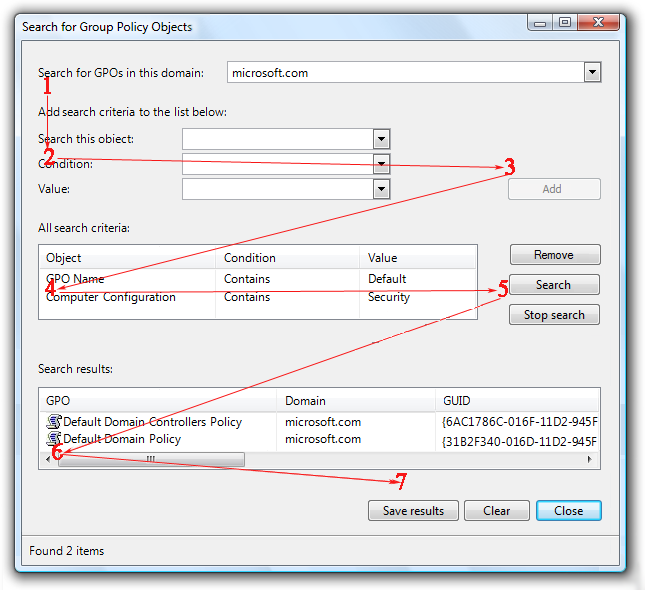 Search for Group Policy Objects
Search for GPOs in this domain: microsoft.com
1
Add search criteria to the list below:
Search this object:
2 Condition: 3
Value: Add
All search criteria:
Object Condition Value Remove
GPO Name Contains Default
4 5 Search
Computer Configuration Contains Security
Stop search
Search results:
GPO Domain GUID
Default Domain Controllers Policy microsoft.com {6AC1786C-016F-11D2-945F
Default Domain Policy microsoft.com {31B2F340-016D-11D2-945F
6
7
Save results Clear Close
Found 2 items